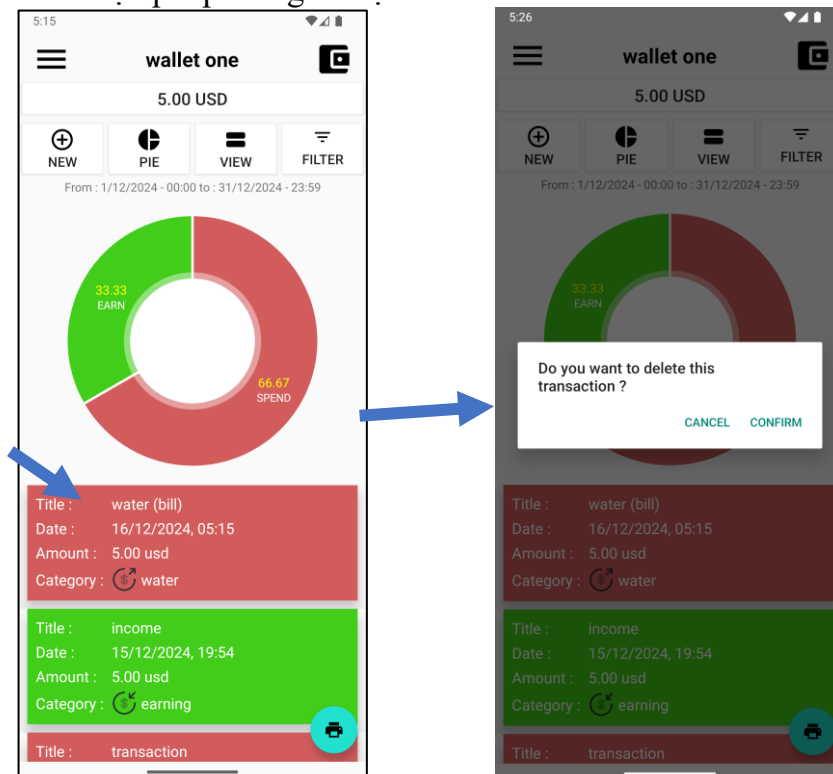 5:15
wallet one
5.00 USD
NEW
PIE
VIEW
FILTER
From : 1/12/2024 - 00:00 to : 31/12/2024 - 23:59
33.33
EARN
66.67
SPEND
Title : water (bill)
Date : 16/12/2024, 05:15
Amount : 5.00 usd
Category : $ water
Title : income
Date : 15/12/2024, 19:54
Amount : 5.00 usd
Category : $ earning
Title : transaction
5:26
wallet one
5.00 USD
NEW
PIE
VIEW
FILTER
From : 1/12/2024 - 00:00 to : 31/12/2024 - 23:59
33.33
EARN
Do you want to delete this
transaction ?
CANCEL CONFIRM
Title : water (bill)
Date : 16/12/2024, 05:15
Amount : 5.00 usd
Category : $ water
Title : income
Date : 15/12/2024, 19:54
Amount : 5.00 usd
Category : $ earning
Title : transaction